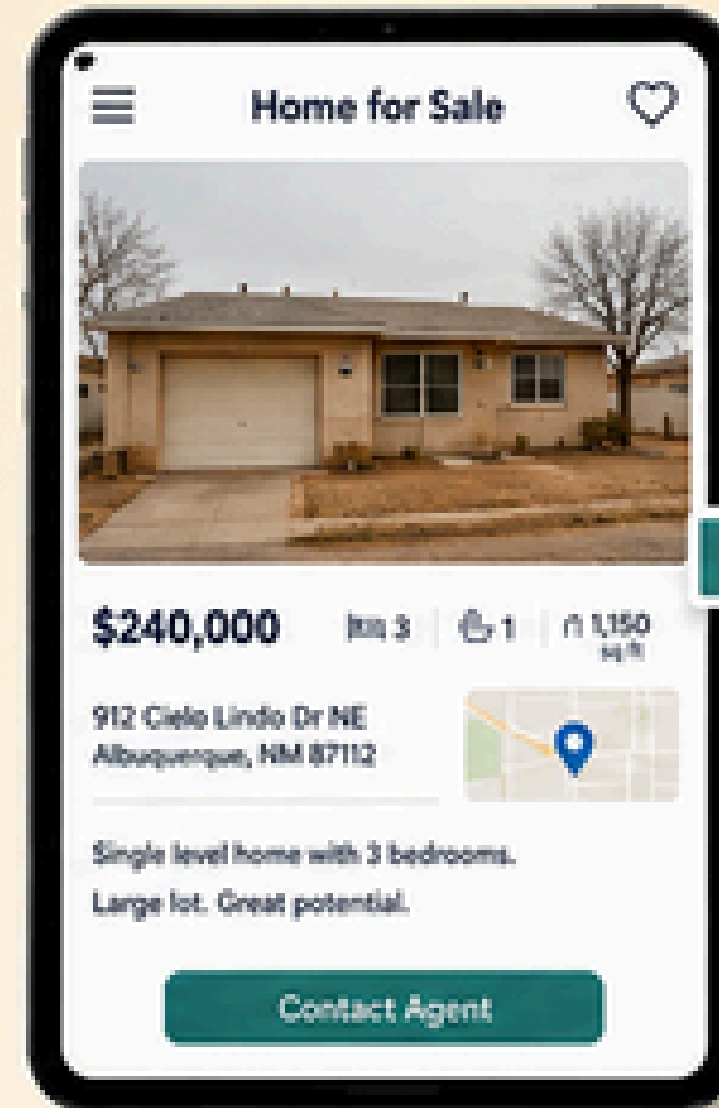 Home for Sale
$240,000
3
1
1,150
sq ft
912 Cielo Lindo Dr NE
Albuquerque, NM 87112
Single level home with 3 bedrooms.
Large lot. Great potential.
Contact Agent